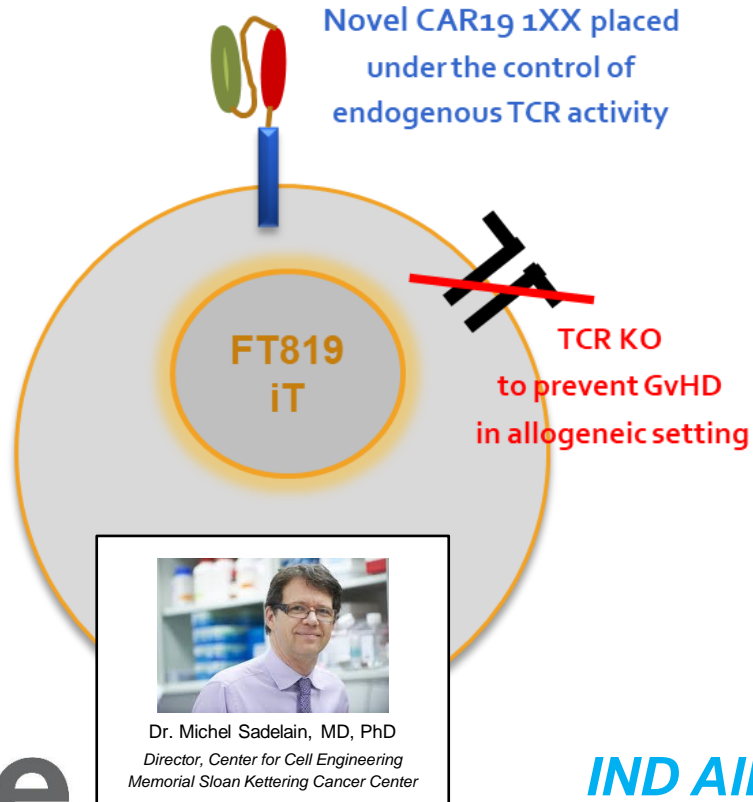 Novel CAR19 1XX placed
under the control of
endogenous TCR activity
FT819
iT
TCR KO
to prevent GvHD
in allogeneic setting
Dr. Michel Sadelain, MD, PhD
Director, Center for Cell Engineering
Memorial Sloan Kettering Cancer Center
e
IND